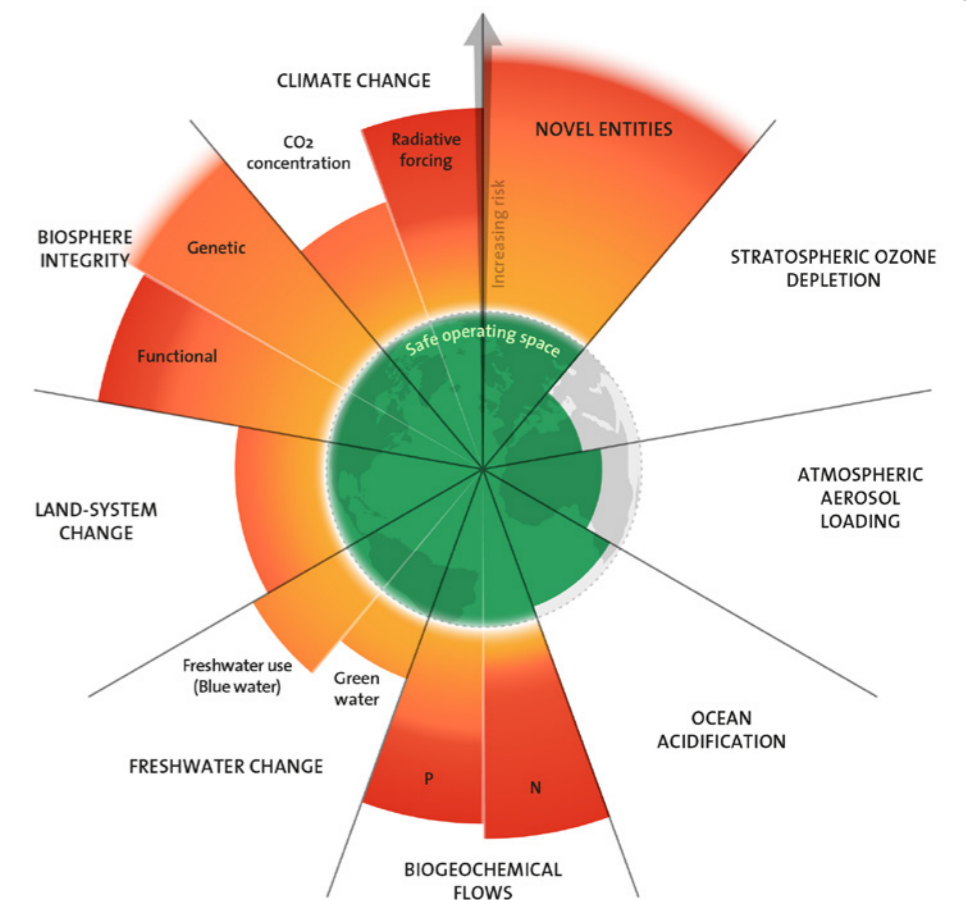 CLIMATE CHANGE
CO2
concentration
Radiative
forcing
NOVEL ENTITIES
Increasing risk
BIOSPHERE
INTEGRITY
Genetic
Functional
STRATOSPHERIC OZONE
DEPLETION
Safe operating space
ATMOSPHERIC
AEROSOL
LOADING
LAND-SYSTEM
CHANGE
Freshwater use
(Blue water)
Green
water
FRESHWATER CHANGE
P
N
OCEAN
ACIDIFICATION
BIOGEOCHEMICAL
FLOWS